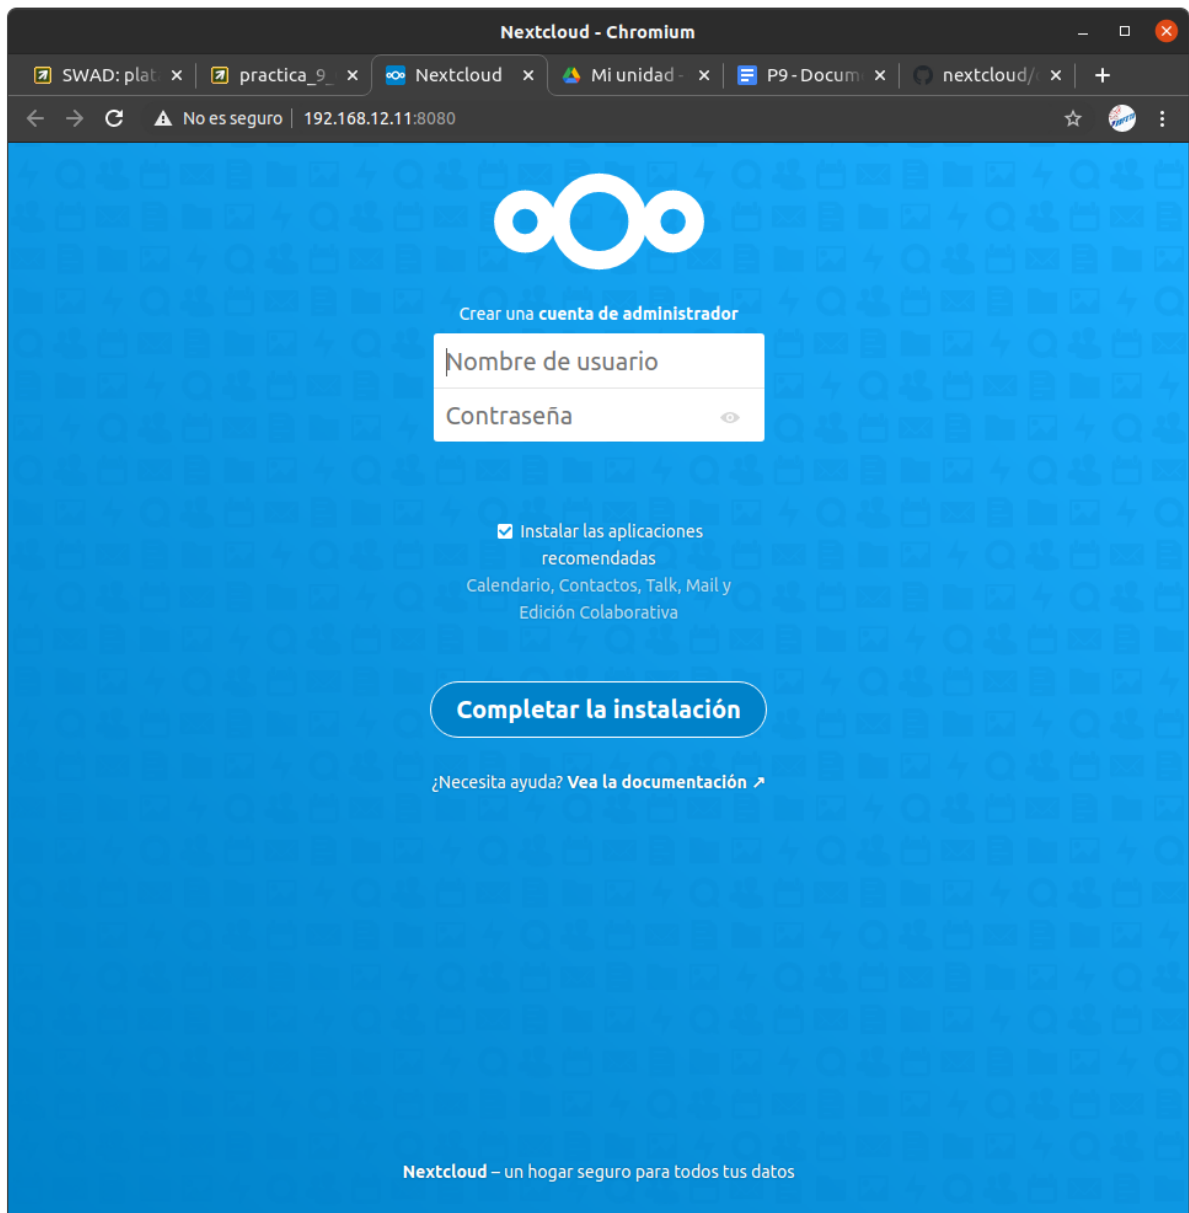 Nextcloud - Chromium
SWAD: plat
practica_9_
Nextcloud
Mi unidad -
P9 - Docum
nextcloud/
No es seguro
192.168.12.11:8080
Crear una cuenta de administrador
Nombre de usuario
Contraseña
Instalar las aplicaciones
recomendadas
Calendario, Contactos, Talk, Mail y
Edición Colaborativa
Completar la instalación
¿Necesita ayuda? Vea la documentación ↗
Nextcloud – un hogar seguro para todos tus datos